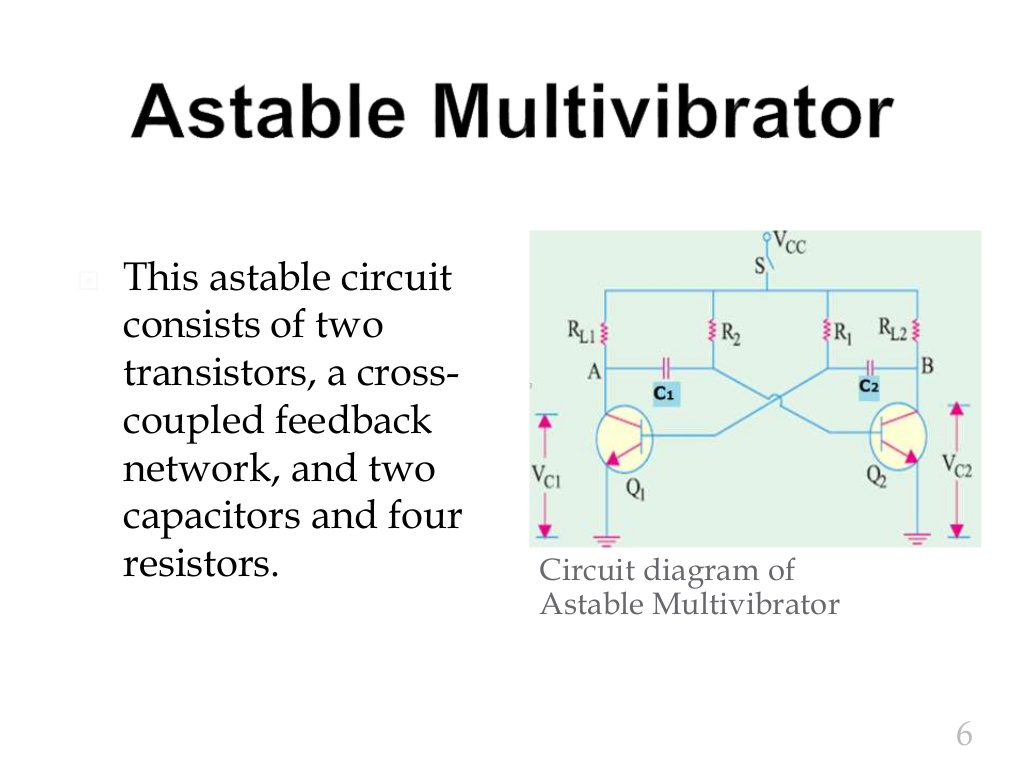 Astable Multivibrator
This astable circuit
consists of two
transistors, a cross-
coupled feedback
network, and two
capacitors and four
resistors.
VCC
S
RL1
R2
R1
RL2
A
B
C1
C2
VC1
Q1
Q2
VC2
Circuit diagram of
Astable Multivibrator
6